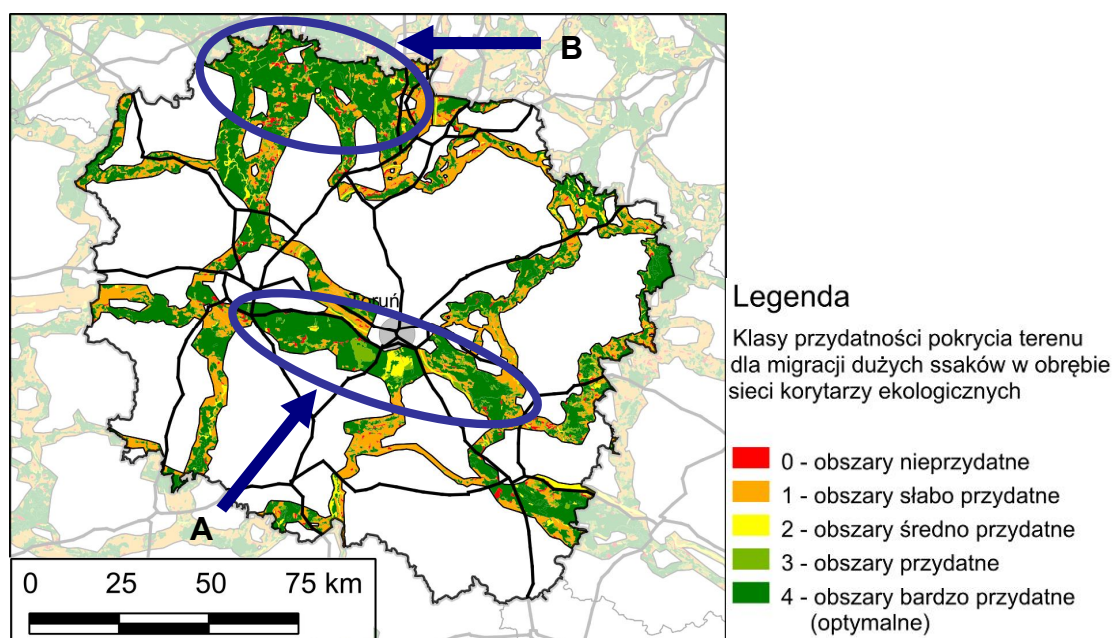 B
Toruń
A
0 25 50 75 km
Legenda
Klasy przydatności pokrycia terenu
dla migracji dużych ssaków w obrębie
sieci korytarzy ekologicznych
0 - obszary nieprzydatne
1 - obszary słabo przydatne
2 - obszary średno przydatne
3 - obszary przydatne
4 - obszary bardzo przydatne
(optymalne)